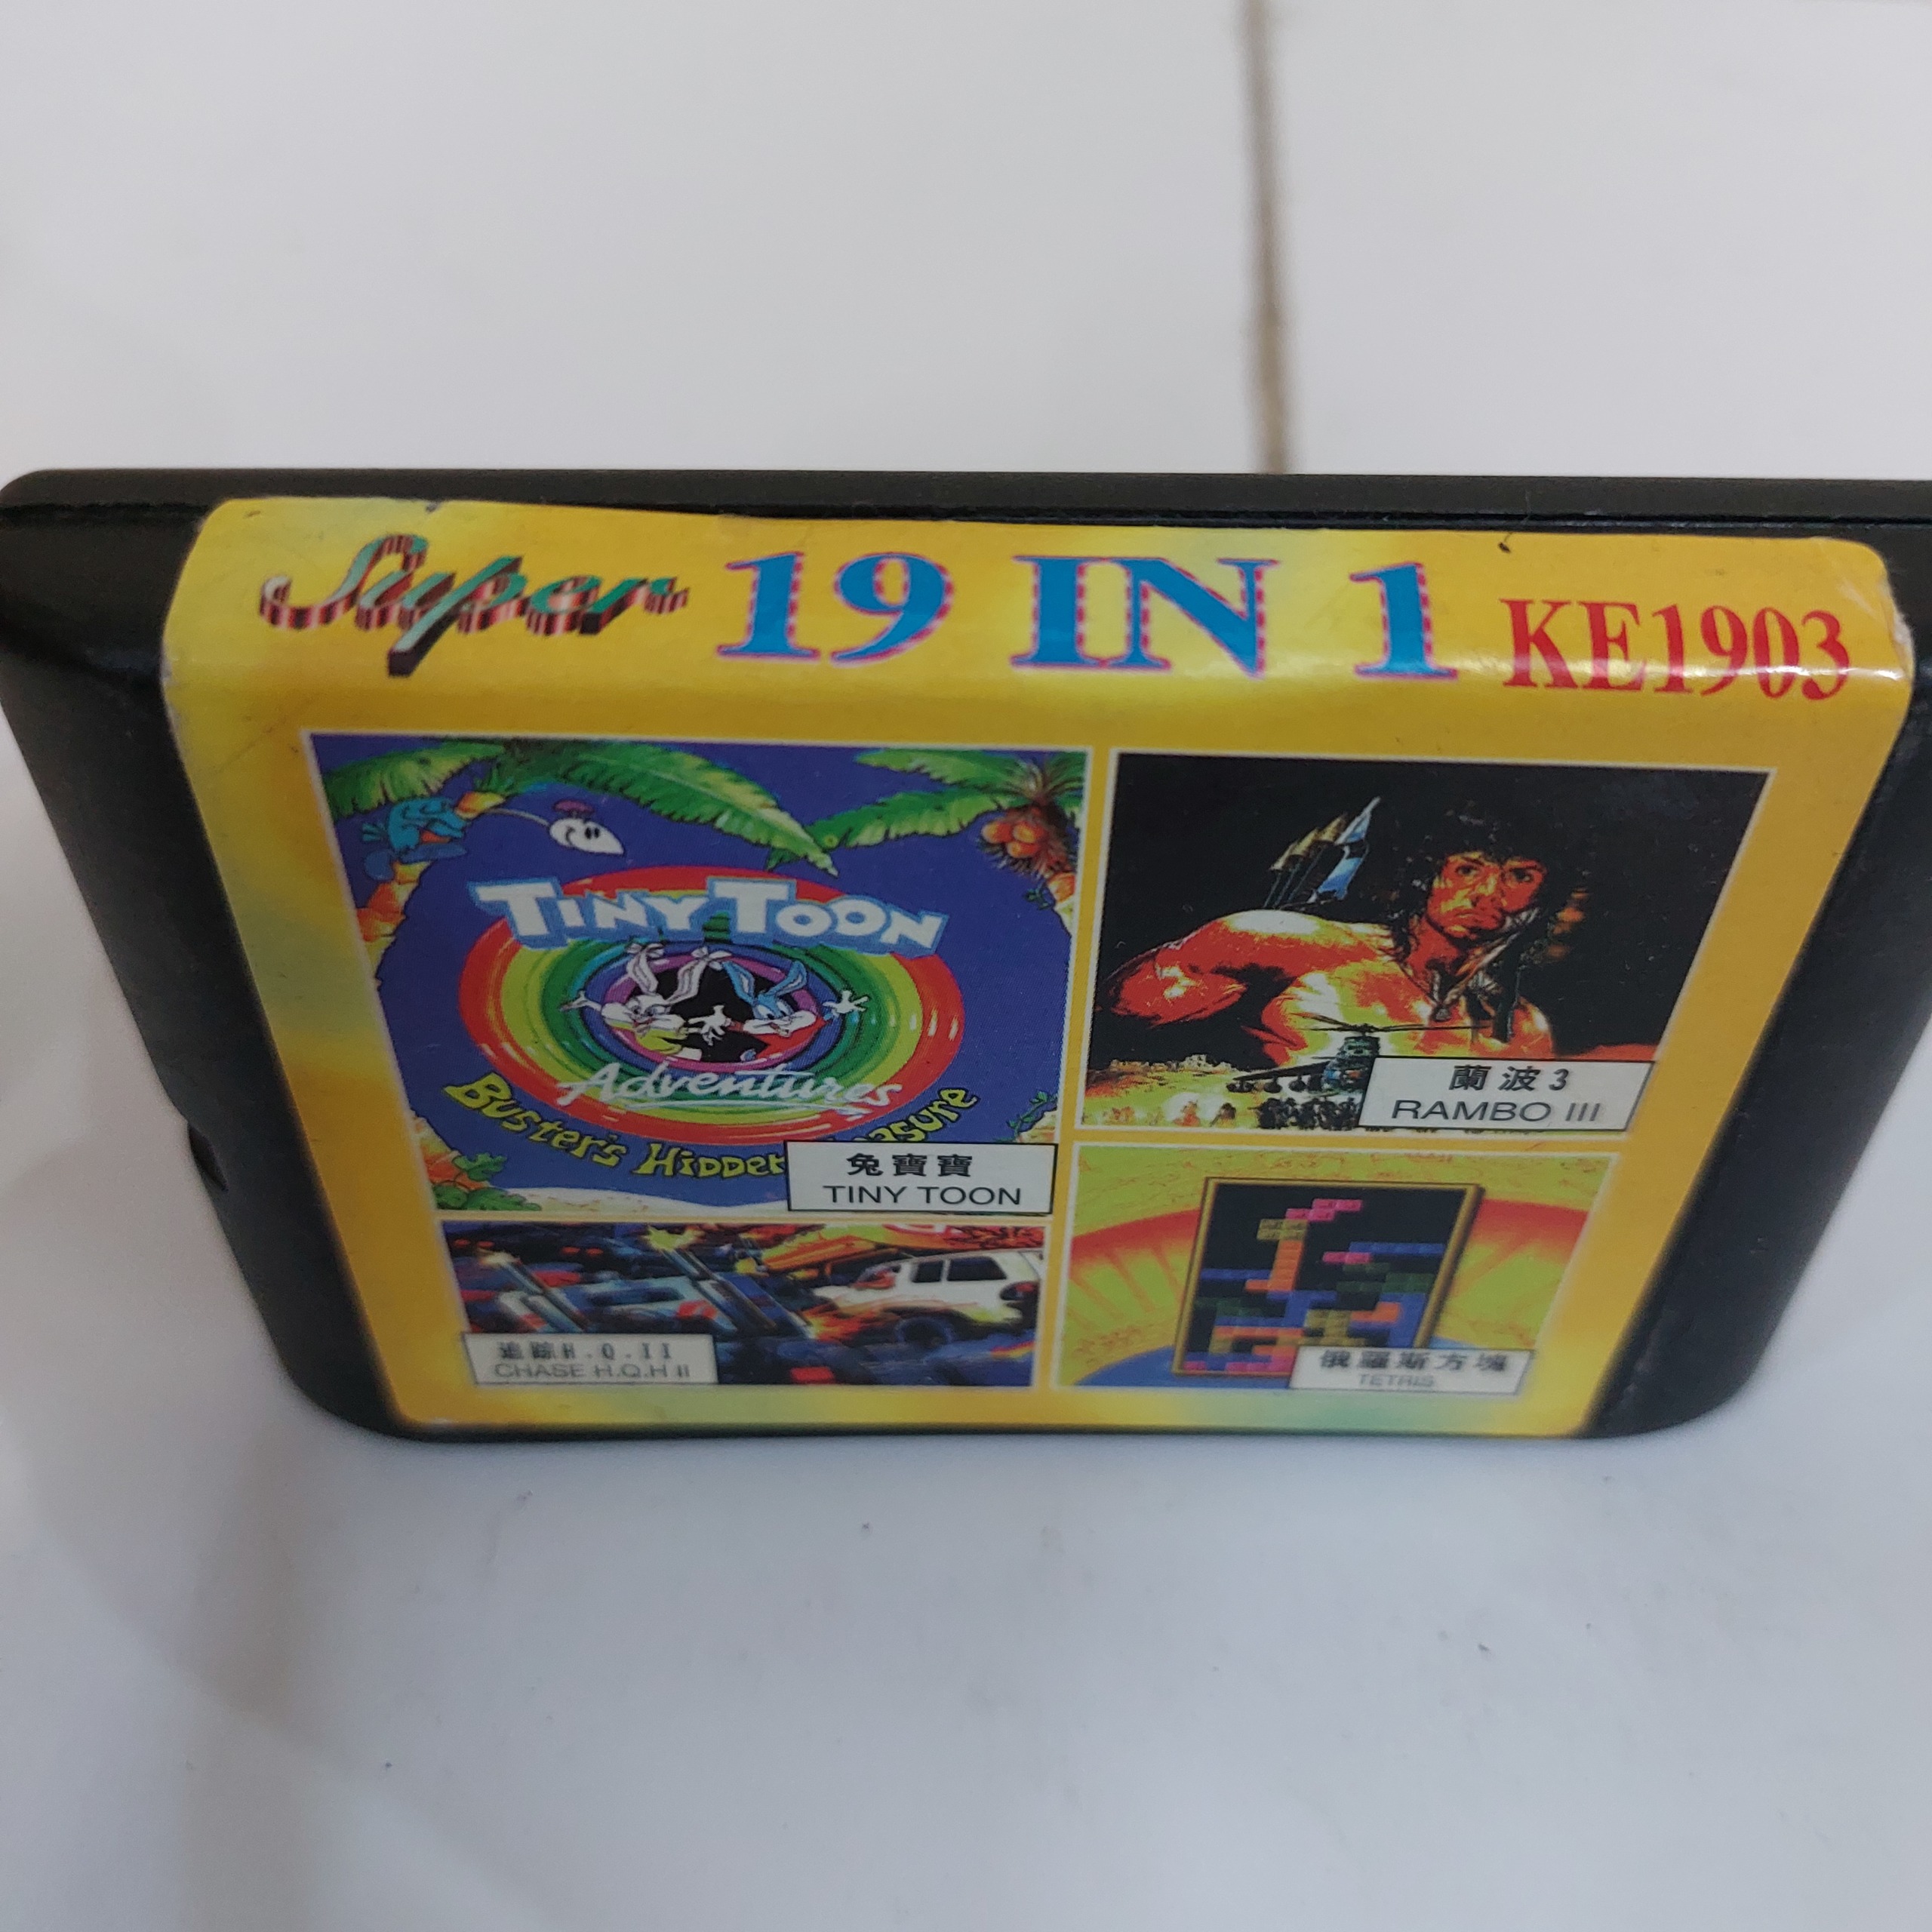 Super 19 IN 1 KE1903
TINY TOON
Adventures
BUSTER'S HIDDEN
兔寶寶
TINY TOON
蘭波3
RAMBO III
追蹤H.Q.II
CHASE H.Q.H II
俄羅斯方塊
TETRIS